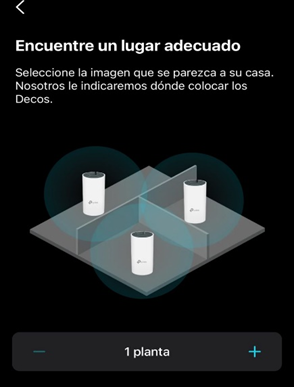 Encuentre un lugar adecuado
Seleccione la imagen que se parezca a su casa.
Nosotros le indicaremos dónde colocar los
Decos.
1 planta